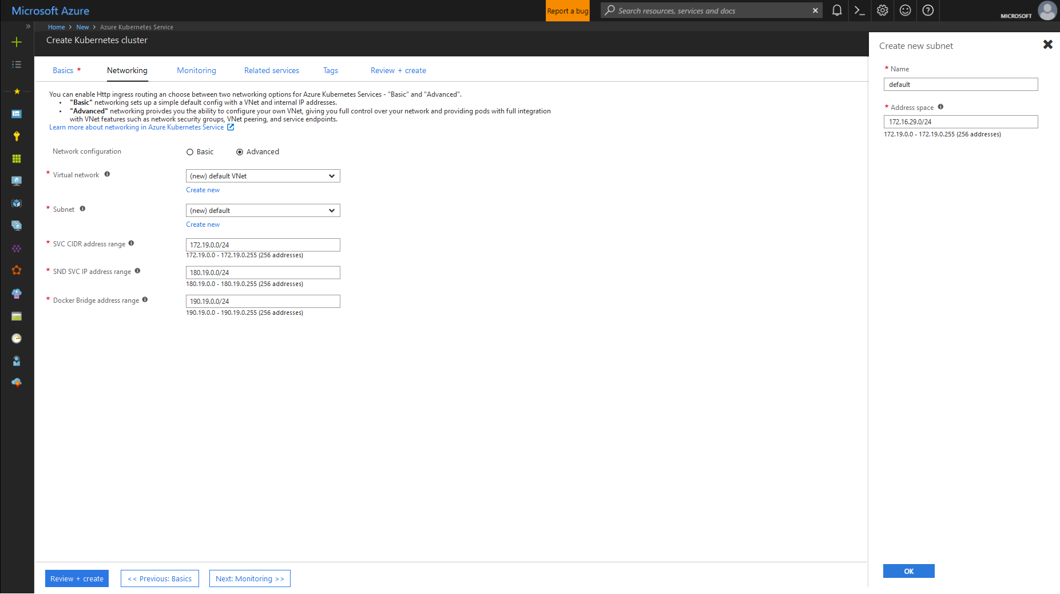 Microsoft Azure
Report a bug
Search resources, services and docs
MICROSOFT
Home > New > Azure Kubernetes Service
Create Kubernetes cluster
Basics *
Networking
Monitoring
Related services
Tags
Review + create
You can enable Http ingress routing an choose between two networking options for Azure Kubernetes Services - "Basic" and "Advanced".
• "Basic" networking sets up a simple default config with a VNet and internal IP addresses.
• "Advanced" networking proivdes you the ability to configure your own VNet, giving you full control over your network and providing pods with full integration
with VNet features such as network security groups, VNet peering, and service endpoints.
Learn more about networking in Azure Kubernetes Service
Network configuration
Basic
Advanced
* Virtual network
(new) default VNet
Create new
* Subnet
(new) default
Create new
* SVC CIDR address range
172.19.0.0/24
172.19.0.0 - 172.19.0.255 (256 addresses)
* SND SVC IP address range
180.19.0.0/24
180.19.0.0 - 180.19.0.255 (256 addresses)
* Docker Bridge address range
190.19.0.0/24
190.19.0.0 - 190.19.0.255 (256 addresses)
Review + create
<< Previous: Basics
Next: Monitoring >>
Create new subnet
* Name
default
* Address space
172.16.29.0/24
172.19.0.0 - 172.19.0.255 (256 addresses)
OK